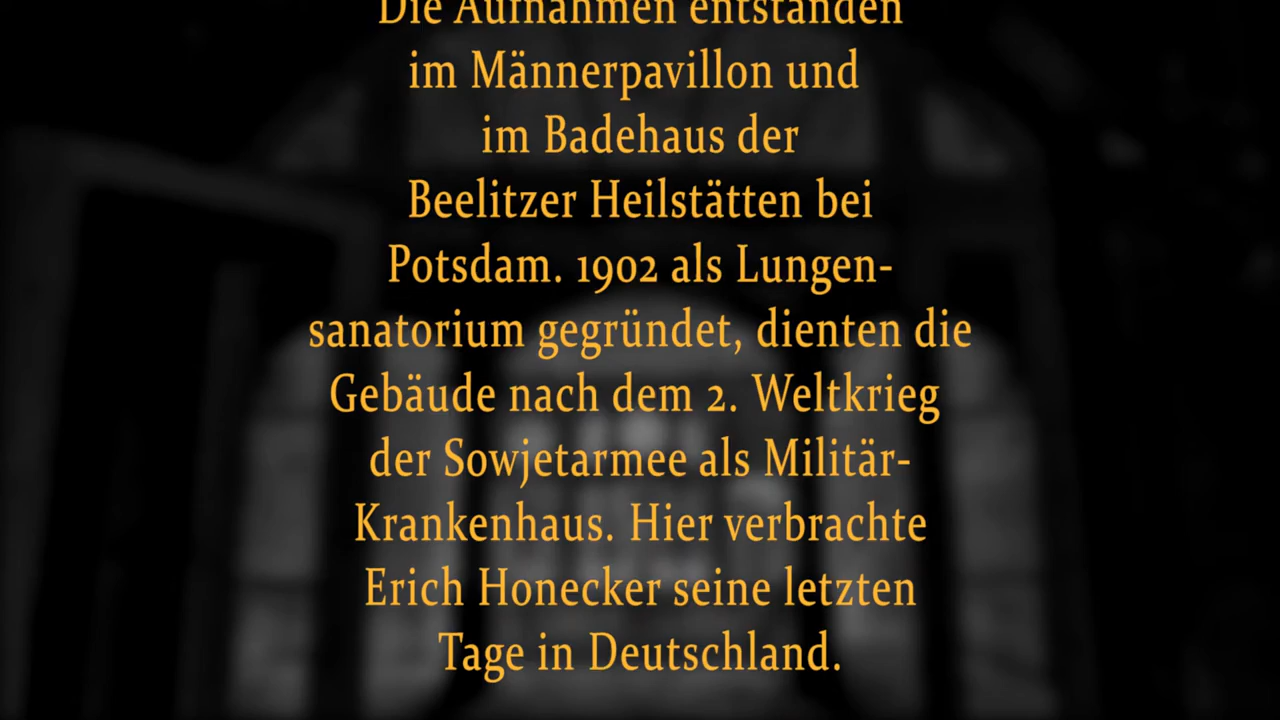 Die Aufnahmen entstanden
im Männerpavillon und
im Badehaus der
Beelitzer Heilstätten bei
Potsdam. 1902 als Lungen-
sanatorium gegründet, dienten die
Gebäude nach dem 2. Weltkrieg
der Sowjetarmee als Militär-
Krankenhaus. Hier verbrachte
Erich Honecker seine letzten
Tage in Deutschland.